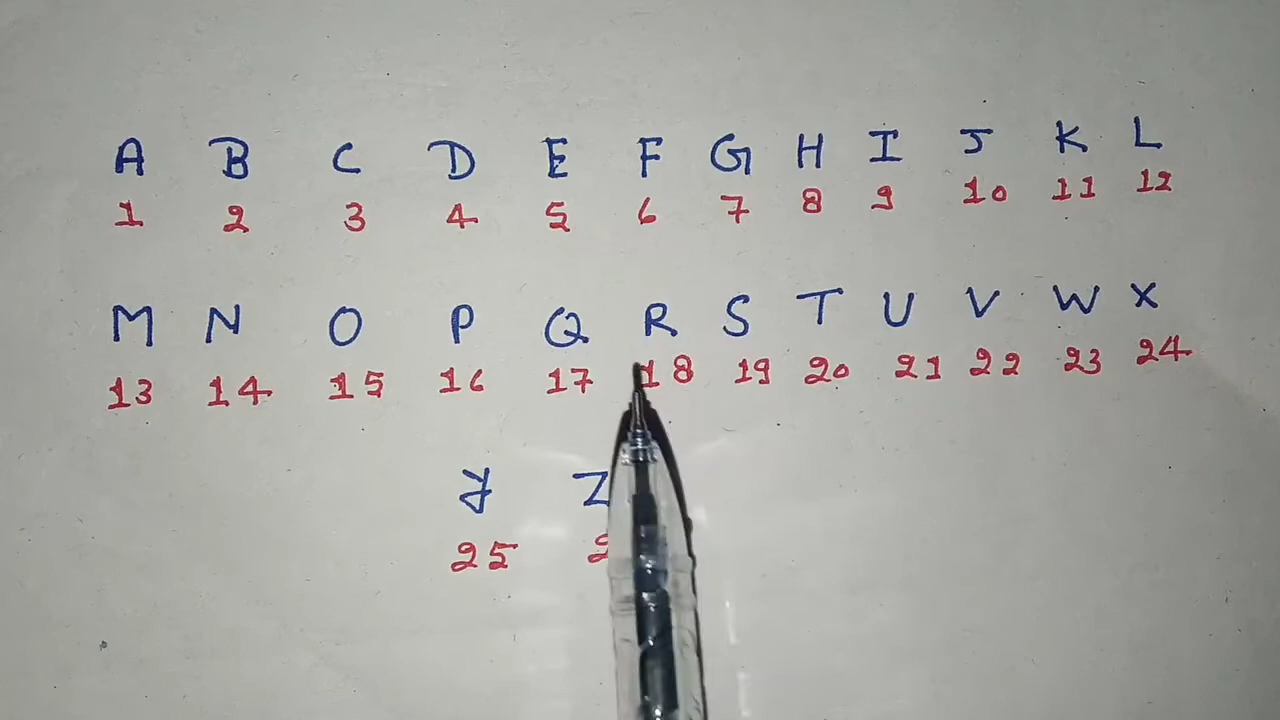 A B C D E F G H I J K L
1 2 3 4 5 6 7 8 9 10 11 12
M N O P Q R S T U V W X
13 14 15 16 17 18 19 20 21 22 23 24
Y Z
25 2